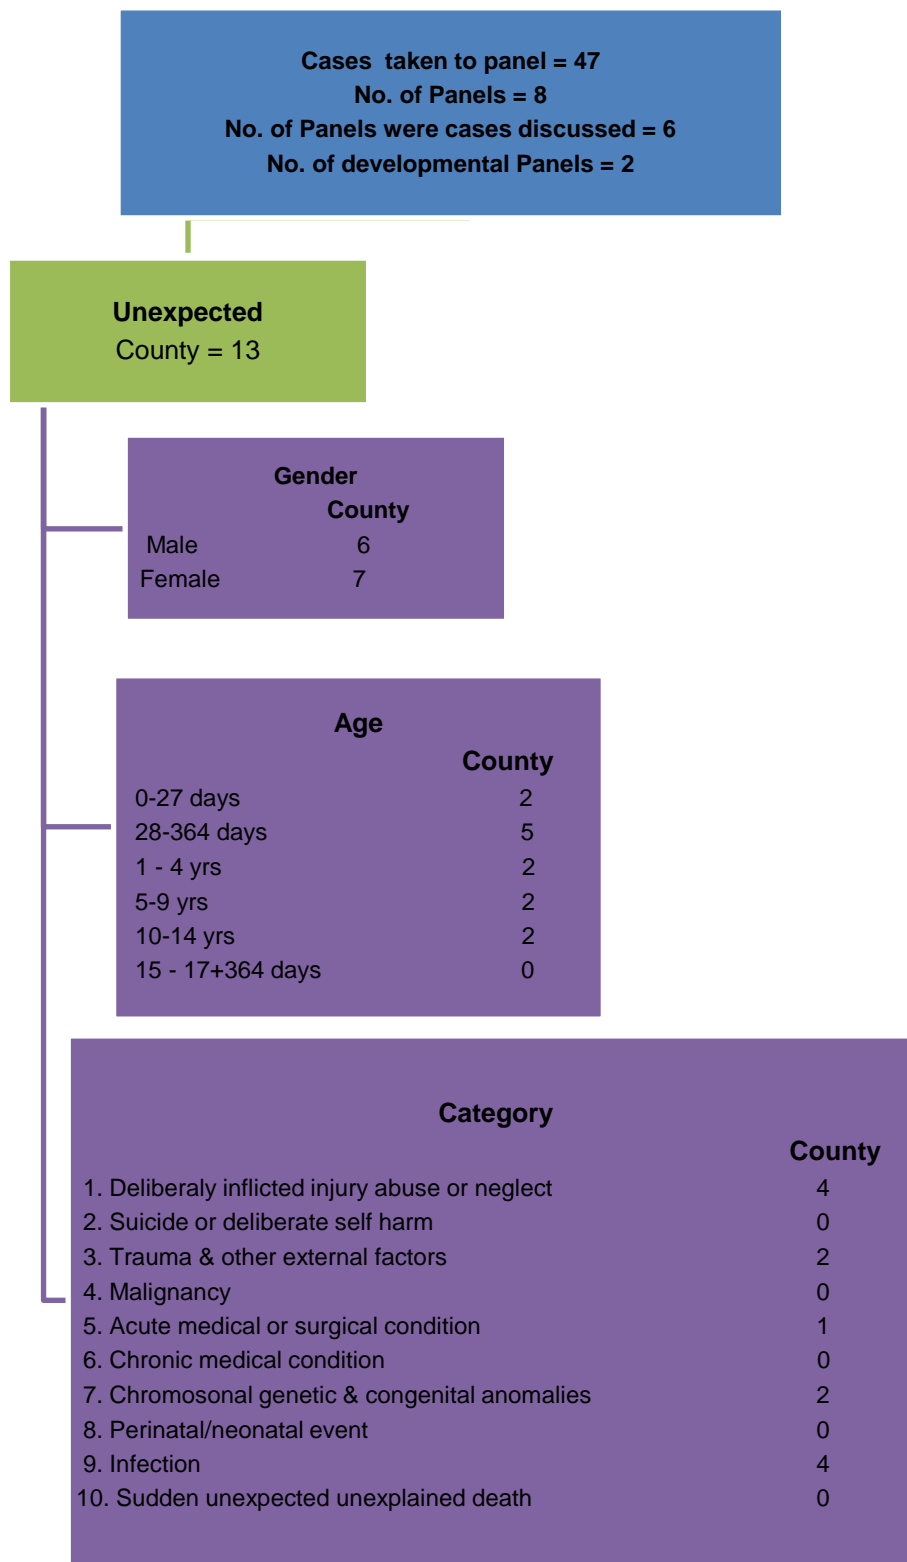 Cases taken to panel = 47
No. of Panels = 8
No. of Panels were cases discussed = 6
No. of developmental Panels = 2
Unexpected
County = 13
Gender
County
Male 6
Female 7
Age
County
0-27 days 2
28-364 days 5
1 - 4 yrs 2
5-9 yrs 2
10-14 yrs 2
15 - 17+364 days 0
Category
County
1. Deliberaly inflicted injury abuse or neglect 4
2. Suicide or deliberate self harm 0
3. Trauma & other external factors 2
4. Malignancy 0
5. Acute medical or surgical condition 1
6. Chronic medical condition 0
7. Chromosonal genetic & congenital anomalies 2
8. Perinatal/neonatal event 0
9. Infection 4
10. Sudden unexpected unexplained death 0